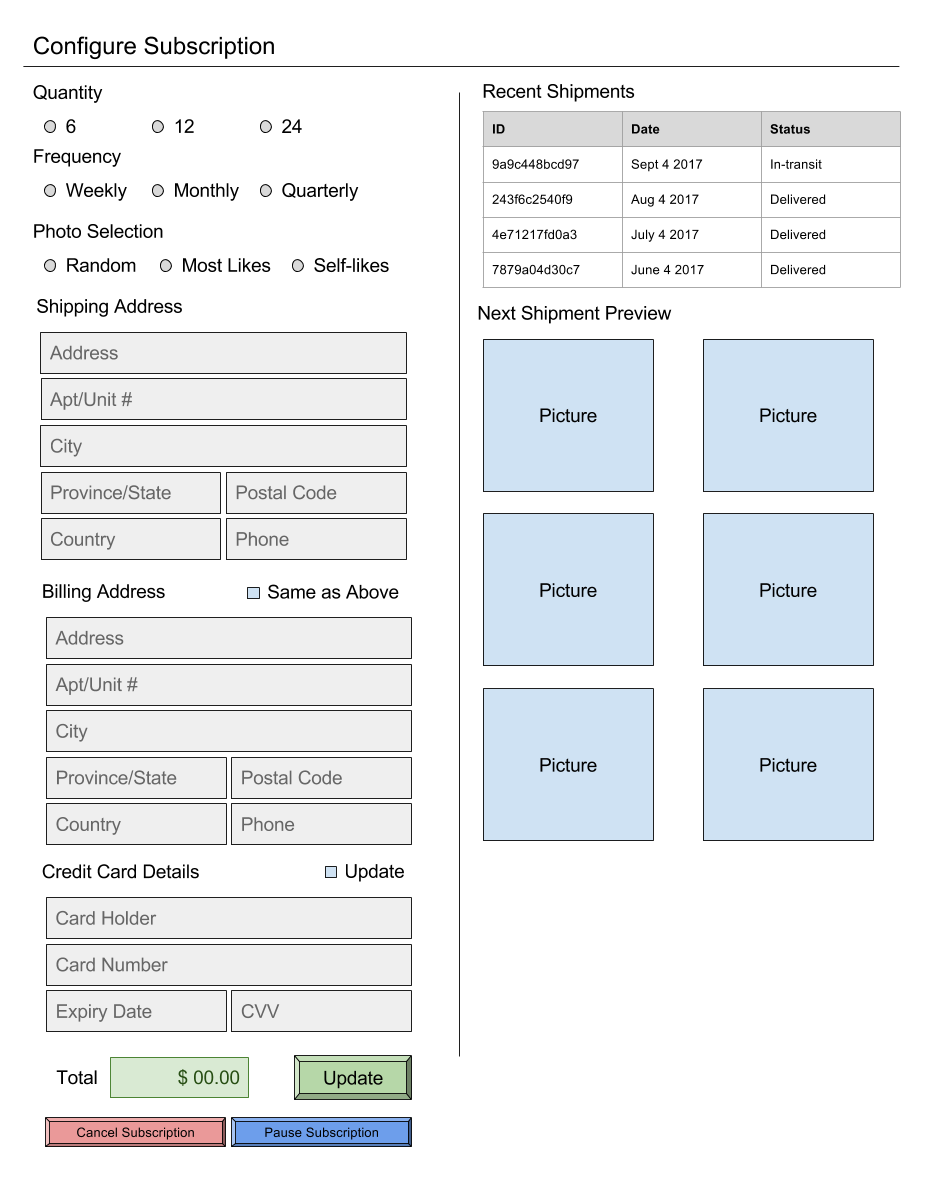 Configure Subscription
Quantity
6 12 24
Frequency
Weekly Monthly Quarterly
Photo Selection
Random Most Likes Self-likes
Shipping Address
Address
Apt/Unit #
City
Province/State Postal Code
Country Phone
Billing Address Same as Above
Address
Apt/Unit #
City
Province/State Postal Code
Country Phone
Credit Card Details Update
Card Holder
Card Number
Expiry Date CVV
Total $ 00.00 Update
Cancel Subscription Pause Subscription
Recent Shipments
ID Date Status
9a9c448bcd97 Sept 4 2017 In-transit
243f6c2540f9 Aug 4 2017 Delivered
4e71217fd0a3 July 4 2017 Delivered
7879a04d30c7 June 4 2017 Delivered
Next Shipment Preview
Picture Picture
Picture Picture
Picture Picture